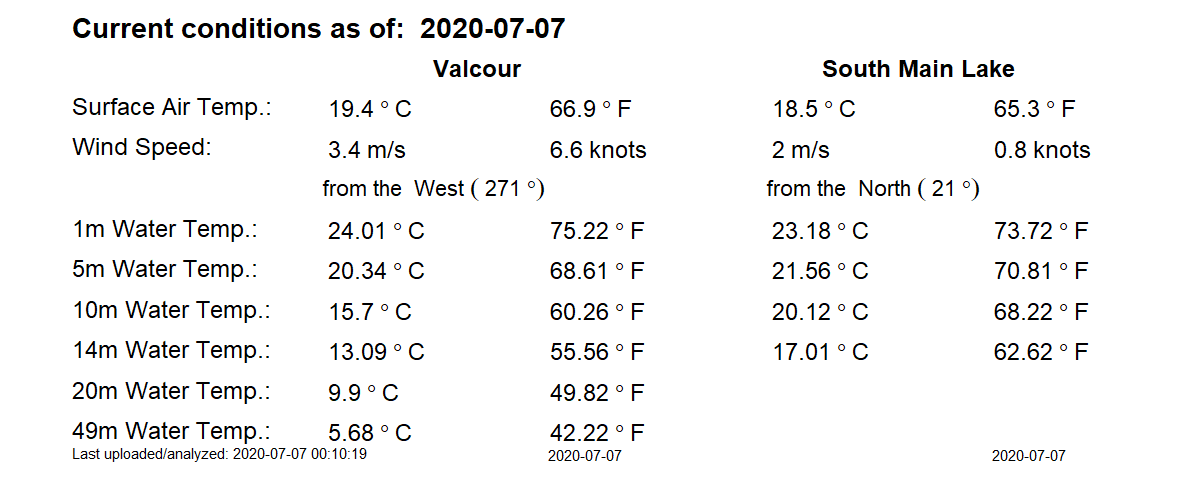 Current conditions as of: 2020-07-07
Valcour South Main Lake
Surface Air Temp.: 19.4 ° C 66.9 ° F 18.5 ° C 65.3 ° F
Wind Speed: 3.4 m/s 6.6 knots 2 m/s 0.8 knots
from the West ( 271 °) from the North ( 21 °)
1m Water Temp.: 24.01 ° C 75.22 ° F 23.18 ° C 73.72 ° F
5m Water Temp.: 20.34 ° C 68.61 ° F 21.56 ° C 70.81 ° F
10m Water Temp.: 15.7 ° C 60.26 ° F 20.12 ° C 68.22 ° F
14m Water Temp.: 13.09 ° C 55.56 ° F 17.01 ° C 62.62 ° F
20m Water Temp.: 9.9 ° C 49.82 ° F
49m Water Temp.: 5.68 ° C 42.22 ° F
Last uploaded/analyzed: 2020-07-07 00:10:19 2020-07-07 2020-07-07